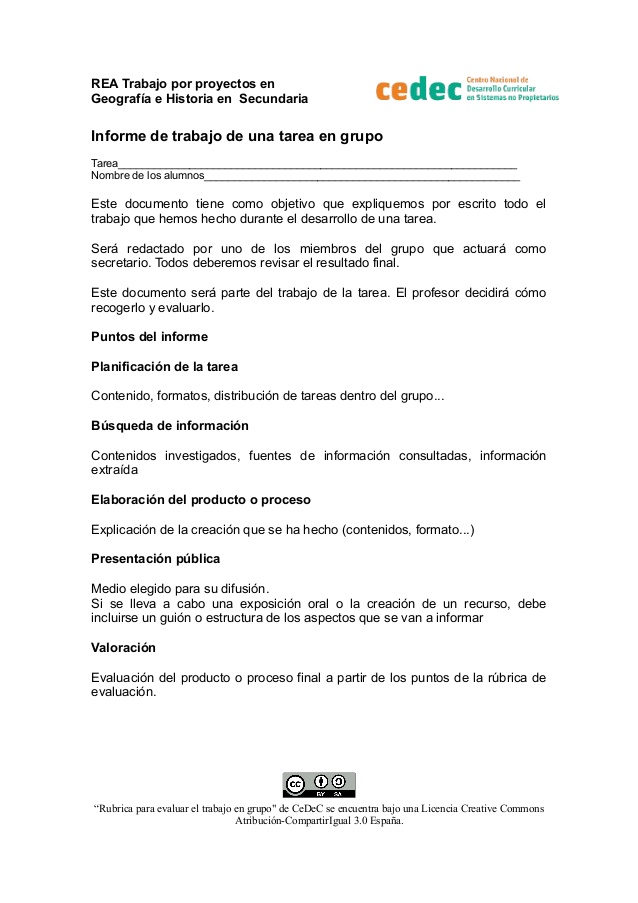 REA Trabajo por proyectos en
Geografía e Historia en Secundaria
cedec
Centro Nacional de
Desarrollo Curricular
en Sistemas no Propietarios
Informe de trabajo de una tarea en grupo
Tarea____________________________________________________________________
Nombre de los alumnos______________________________________________________
Este documento tiene como objetivo que expliquemos por escrito todo el
trabajo que hemos hecho durante el desarrollo de una tarea.
Será redactado por uno de los miembros del grupo que actuará como
secretario. Todos deberemos revisar el resultado final.
Este documento será parte del trabajo de la tarea. El profesor decidirá cómo
recogerlo y evaluarlo.
Puntos del informe
Planificación de la tarea
Contenido, formatos, distribución de tareas dentro del grupo...
Búsqueda de información
Contenidos investigados, fuentes de información consultadas, información
extraída
Elaboración del producto o proceso
Explicación de la creación que se ha hecho (contenidos, formato...)
Presentación pública
Medio elegido para su difusión.
Si se lleva a cabo una exposición oral o la creación de un recurso, debe
incluirse un guión o estructura de los aspectos que se van a informar
Valoración
Evaluación del producto o proceso final a partir de los puntos de la rúbrica de
evaluación.
cc
BY SA
“Rubrica para evaluar el trabajo en grupo" de CeDeC se encuentra bajo una Licencia Creative Commons
Atribución-CompartirIgual 3.0 España.